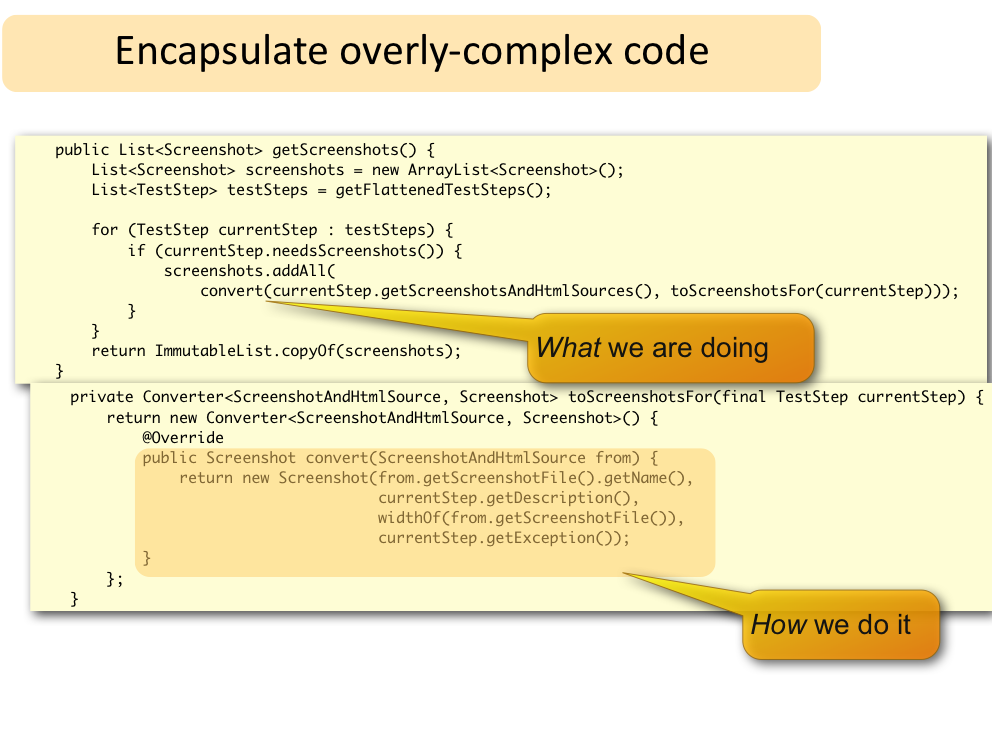 Encapsulate overly-complex code
public List<Screenshot> getScreenshots() {
List<Screenshot> screenshots = new ArrayList<Screenshot>();
List<TestStep> testSteps = getFlattenedTestSteps();
for (TestStep currentStep : testSteps) {
if (currentStep.needsScreenshots()) {
screenshots.addAll(
convert(currentStep.getScreenshotsAndHtmlSources(), toScreenshotsFor(currentStep)));
}
}
return ImmutableList.copyOf(screenshots);
}
What we are doing
private Converter<ScreenshotAndHtmlSource, Screenshot> toScreenshotsFor(final TestStep currentStep) {
return new Converter<ScreenshotAndHtmlSource, Screenshot>() {
@Override
public Screenshot convert(ScreenshotAndHtmlSource from) {
return new Screenshot(from.getScreenshotFile().getName(),
currentStep.getDescription(),
widthOf(from.getScreenshotFile()),
currentStep.getException());
}
};
}
How we do it